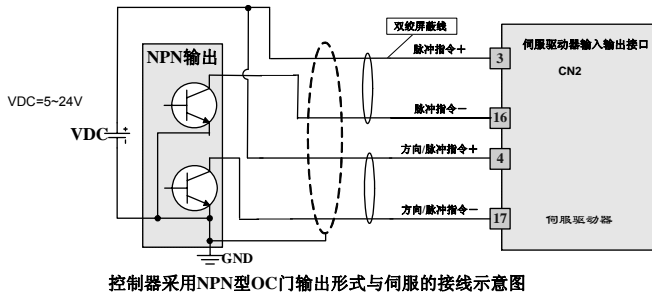 双绞屏蔽线
伺服驱动器输入输出接口
NPN输出
脉冲指令＋
3
CN2
VDC=5~24V
脉冲指令－
16
VDC
+
-
方向/脉冲指令＋
4
方向/脉冲指令－
17
伺服驱动器
GND
控制器采用NPN型OC门输出形式与伺服的接线示意图